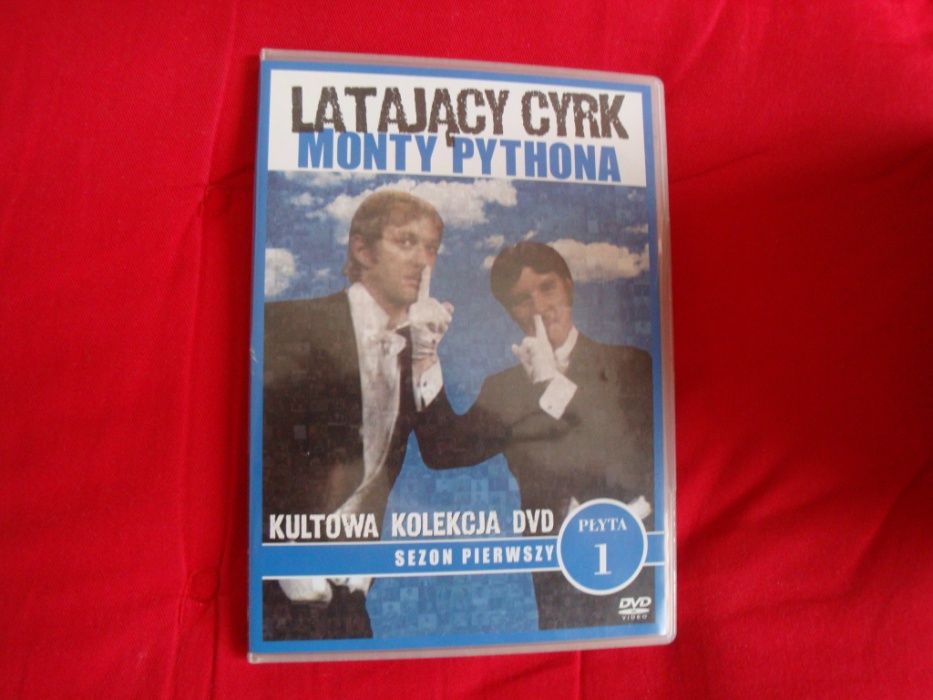 LATAJĄCY CYRK
MONTY PYTHONA
KULTOWA KOLEKCJA DVD
SEZON PIERWSZY
PŁYTA
1
DVD
VIDEO